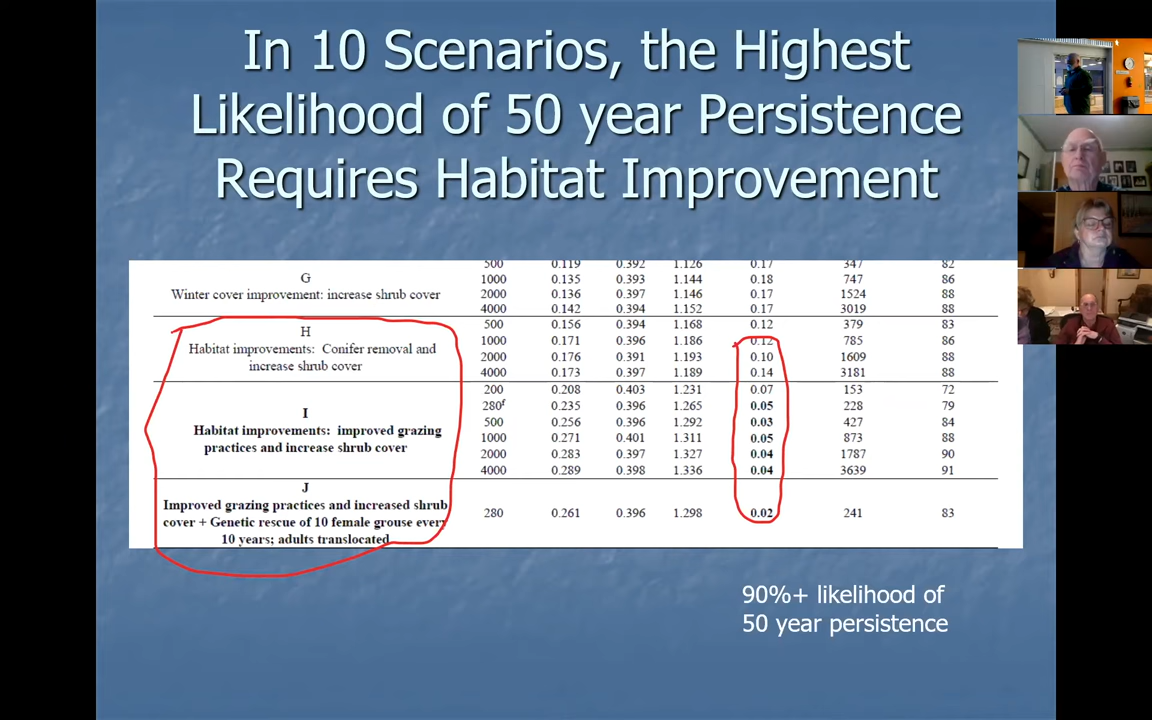 In 10 Scenarios, the Highest
Likelihood of 50 year Persistence
Requires Habitat Improvement
500 0.119 0.392 1.126 0.17 347 82
G
1000 0.135 0.393 1.144 0.18 747 86
Winter cover improvement: increase shrub cover
2000 0.136 0.397 1.146 0.17 1524 88
4000 0.142 0.394 1.152 0.17 3019 88
500 0.156 0.394 1.168 0.12 379 83
H
1000 0.171 0.396 1.186 0.12 785 86
Habitat improvements: Conifer removal and
2000 0.176 0.391 1.193 0.10 1609 88
increase shrub cover
4000 0.173 0.397 1.189 0.14 3181 88
200 0.208 0.403 1.231 0.07 153 72
280f 0.235 0.396 1.265 0.05 228 79
I
500 0.256 0.396 1.292 0.03 427 84
Habitat improvements: improved grazing
1000 0.271 0.401 1.311 0.05 873 88
practices and increase shrub cover
2000 0.283 0.397 1.327 0.04 1787 90
4000 0.289 0.398 1.336 0.04 3639 91
J
Improved grazing practices and increased shrub
280 0.261 0.396 1.298 0.02 241 83
cover + Genetic rescue of 10 female grouse every
10 years; adults translocated
90%+ likelihood of
50 year persistence